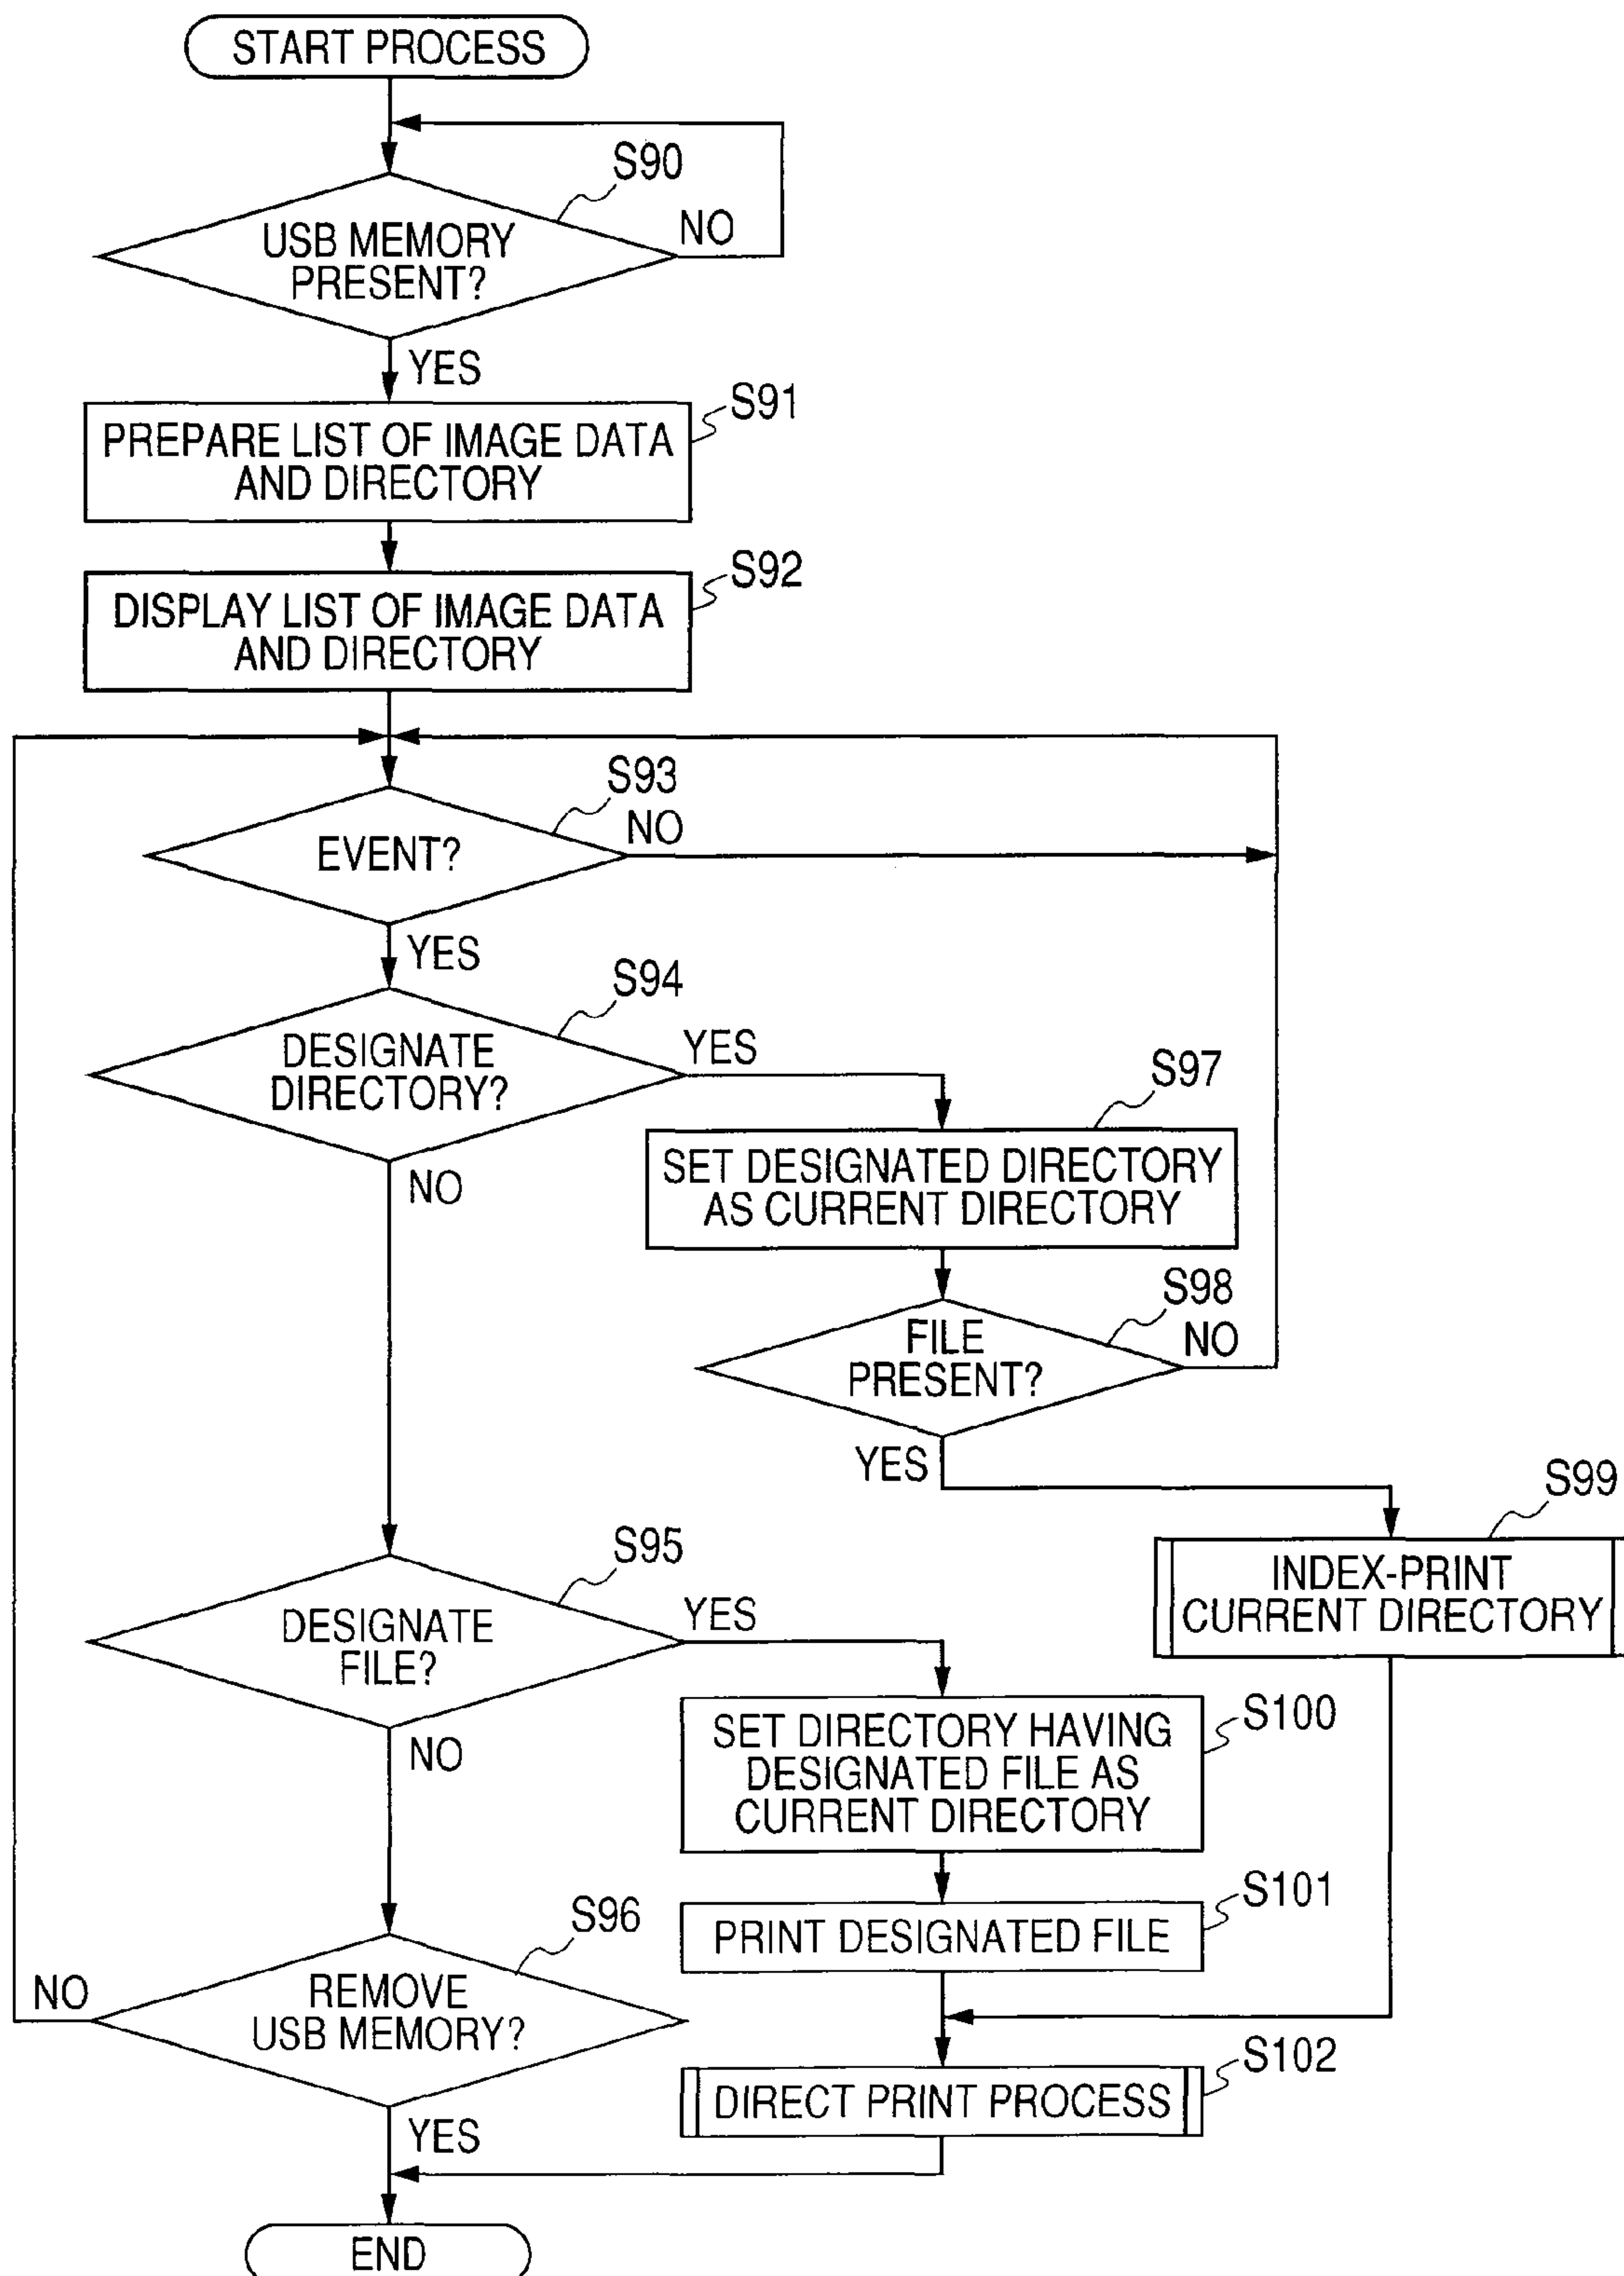 START PROCESS
S90
USB MEMORY
PRESENT?
NO
YES
S91
PREPARE LIST OF IMAGE DATA
AND DIRECTORY
S92
DISPLAY LIST OF IMAGE DATA
AND DIRECTORY
S93
EVENT?
NO
YES
S94
DESIGNATE
DIRECTORY?
YES
NO
S97
SET DESIGNATED DIRECTORY
AS CURRENT DIRECTORY
S98
FILE
PRESENT?
NO
YES
S99
INDEX-PRINT
CURRENT DIRECTORY
S95
DESIGNATE
FILE?
YES
NO
S100
SET DIRECTORY HAVING
DESIGNATED FILE AS
CURRENT DIRECTORY
S101
PRINT DESIGNATED FILE
S96
REMOVE
USB MEMORY?
NO
YES
S102
DIRECT PRINT PROCESS
END